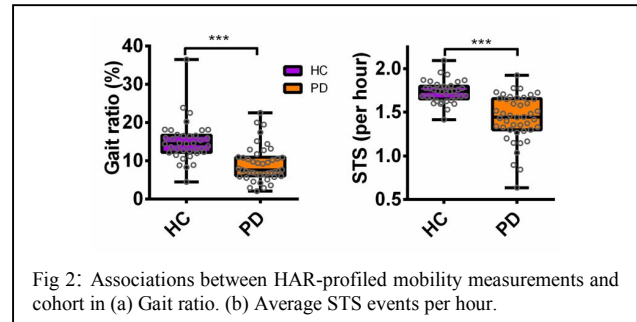 ***
Gait ratio (%)
40
30
20
10
0
HC
PD
HC
PD
***
STS (per hour)
2.0
1.5
1.0
0.5
HC
PD
Fig 2: Associations between HAR-profiled mobility measurements and
cohort in (a) Gait ratio. (b) Average STS events per hour.